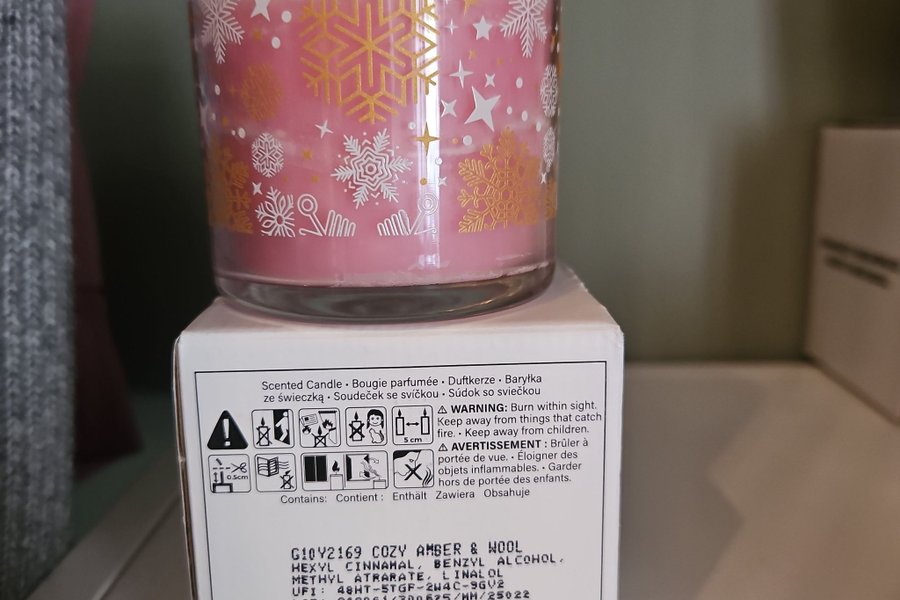 Scented Candle • Bougie parfumée • Duftkerze • Baryłka
ze świeczką • Soudeček se svíčkou • Súdok so sviečkou
⚠ WARNING: Burn within sight.
Keep away from things that catch
fire. • Keep away from children.
⚠ AVERTISSEMENT : Brûler à
portée de vue. • Éloigner des
objets inflammables. • Garder
hors de portée des enfants.
5 cm
0.5cm
Contains: Contient : Enthält Zawiera Obsahuje
G10Y2169 COZY AMBER & WOOL
HEXYL CINNAMAL, BENZYL ALCOHOL,
METHYL ATRARATE, LINALOL
UFI: 48HT-5TGF-2W4C-9GV2